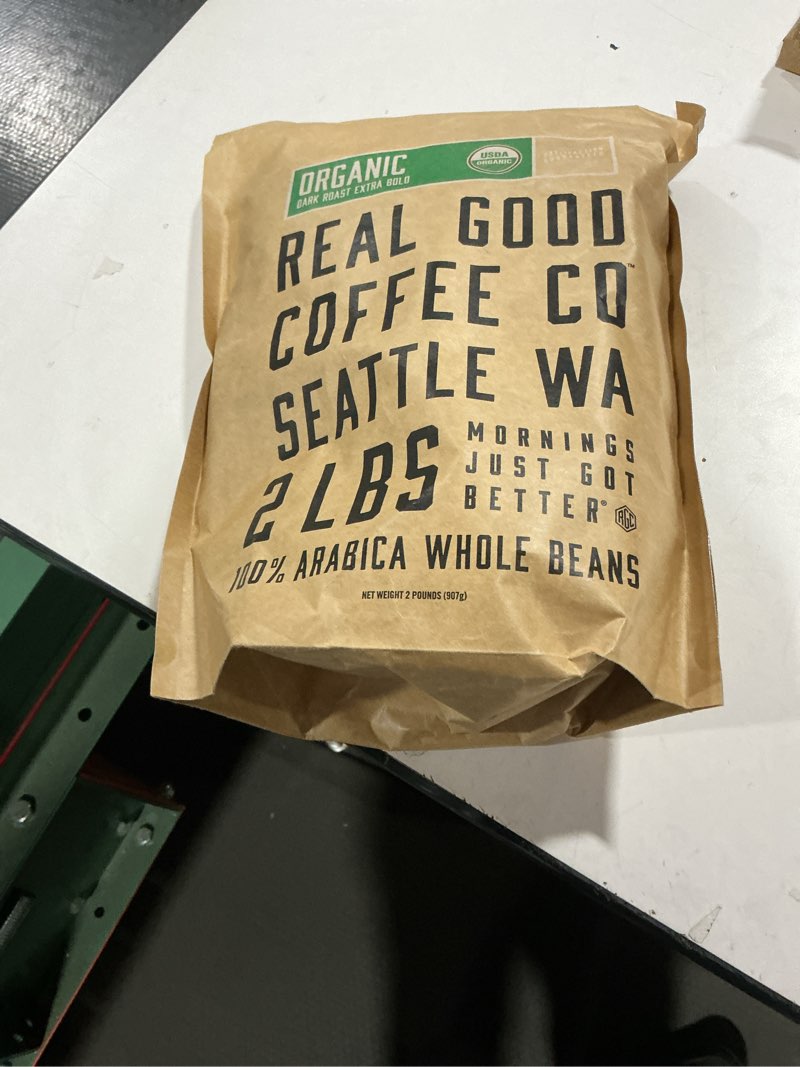 ORGANIC
DARK ROAST EXTRA BOLD
USDA
ORGANIC
REAL GOOD
COFFEE CO™
SEATTLE WA
2 LBS
MORNINGS
JUST GOT
BETTER®
RGC
100% ARABICA WHOLE BEANS
NET WEIGHT 2 POUNDS (907g)